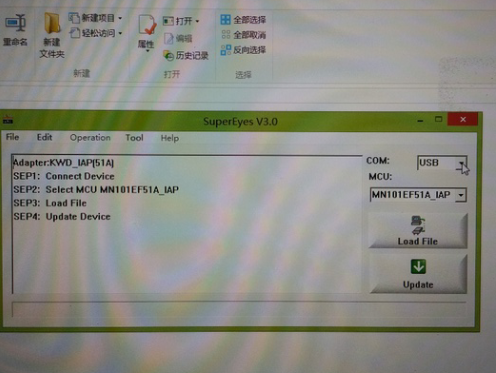 重命名
新建
文件夹
新建项目
轻松访问
新建
属性
打开
编辑
历史记录
打开
全部选择
全部取消
反向选择
选择
SuperEyes V3.0
File Edit Operation Tool Help
Adapter:KWD_IAP[51A]
SEP1: Connect Device
SEP2: Select MCU MN101EF51A_IAP
SEP3: Load File
SEP4: Update Device
COM: USB
MCU:
MN101EF51A_IAP
Load File
Update